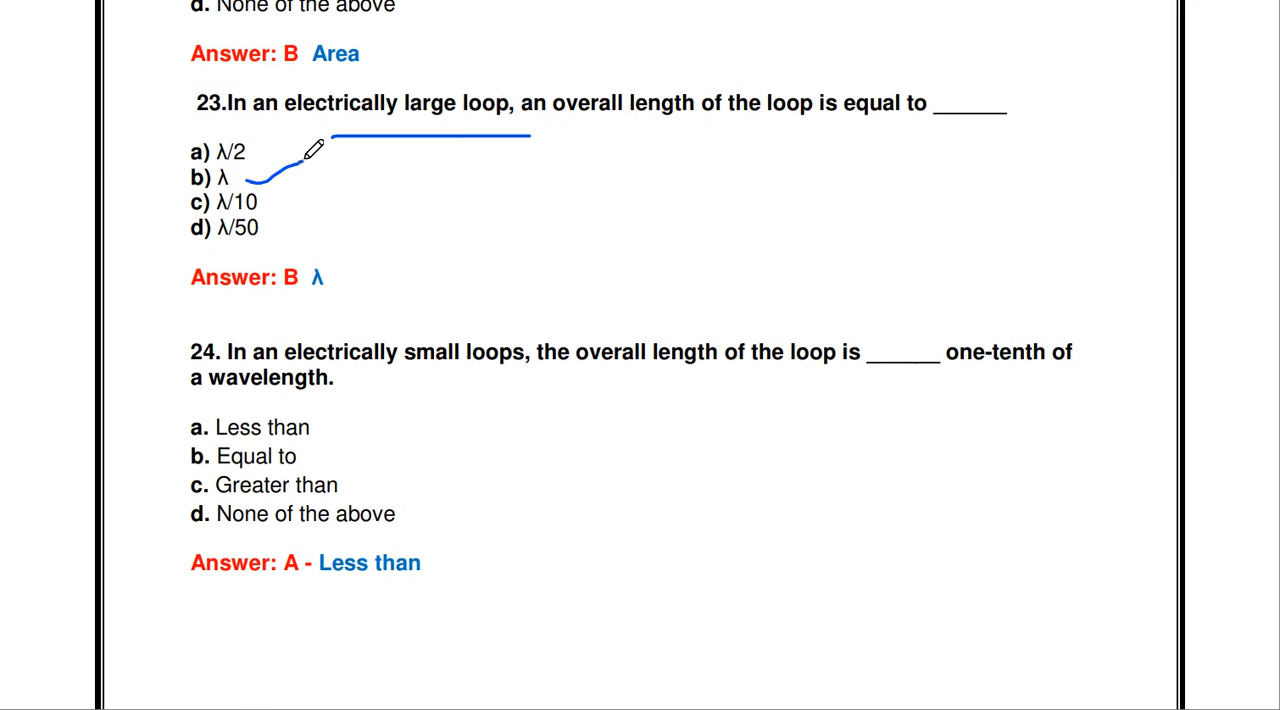 d. None of the above
Answer: B Area
23.In an electrically large loop, an overall length of the loop is equal to ______
a) λ/2
b) λ
c) λ/10
d) λ/50
Answer: B λ
24. In an electrically small loops, the overall length of the loop is ______ one-tenth of
a wavelength.
a. Less than
b. Equal to
c. Greater than
d. None of the above
Answer: A - Less than